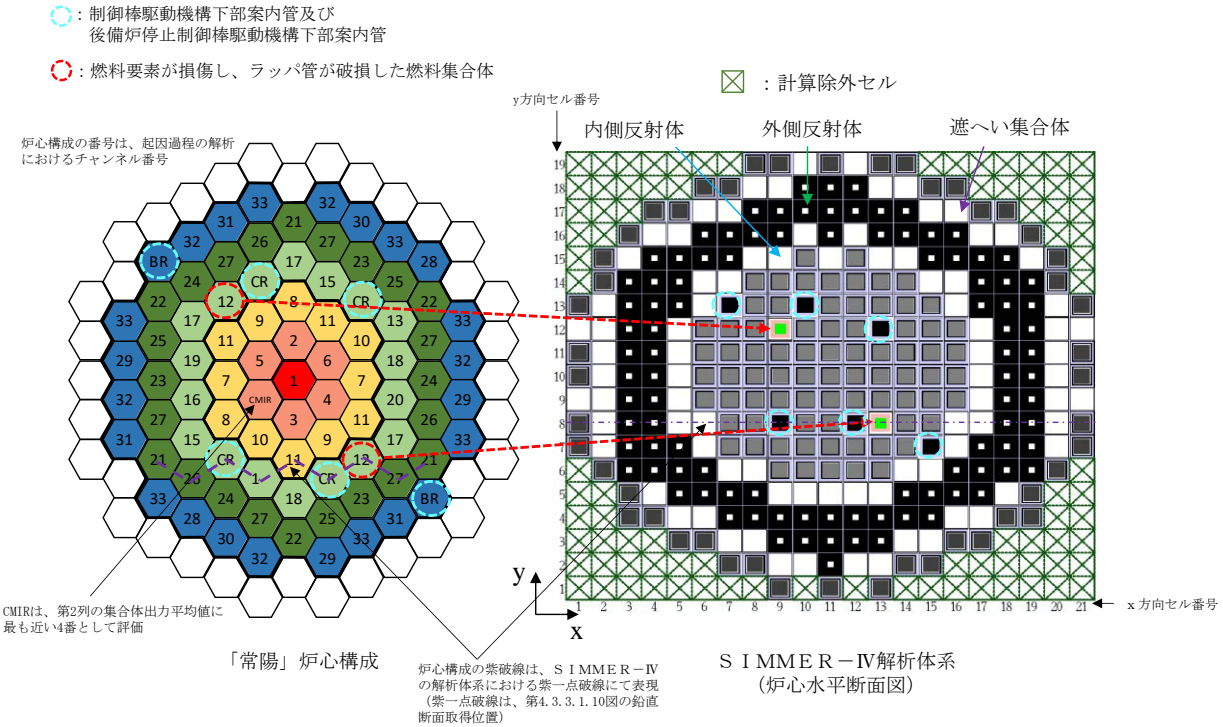 ：制御棒駆動機構下部案内管及び
後備炉停止制御棒駆動機構下部案内管
：燃料要素が損傷し、ラッパ管が破損した燃料集合体
炉心構成の番号は、起因過程の解析
におけるチャンネル番号
33 32
31 21 30
32 26 27 33
BR 27 17 23 28
24 CR 15 25
22 12 8 CR 22
33 17 9 11 13 33
25 11 2 10
29 5 6 18 32
23 7 1 7 24
32 16 CMIR 4 20 29
8 3 11 26
31 15 10 9 17 33
21 CR 11 12 21
26 1 CR 27
33 24 18 23 BR
28 27 25 31
30 22 33
32 29
CMIRは、第2列の集合体出力平均値に
最も近い4番として評価
「常陽」炉心構成
炉心構成の紫破線は、ＳＩＭＭＥＲ－Ⅳ
の解析体系における紫一点破線にて表現
（紫一点破線は、第4.3.3.1.10図の鉛直
断面取得位置）
：計算除外セル
y方向セル番号
内側反射体
外側反射体
遮へい集合体
19
18
17
16
15
14
13
12
11
10
9
8
7
6
5
4
3
2
1
1 2 3 4 5 6 7 8 9 10 11 12 13 14 15 16 17 18 19 20 21
x方向セル番号
y
x
ＳＩＭＭＥＲ－Ⅳ解析体系
（炉心水平断面図）